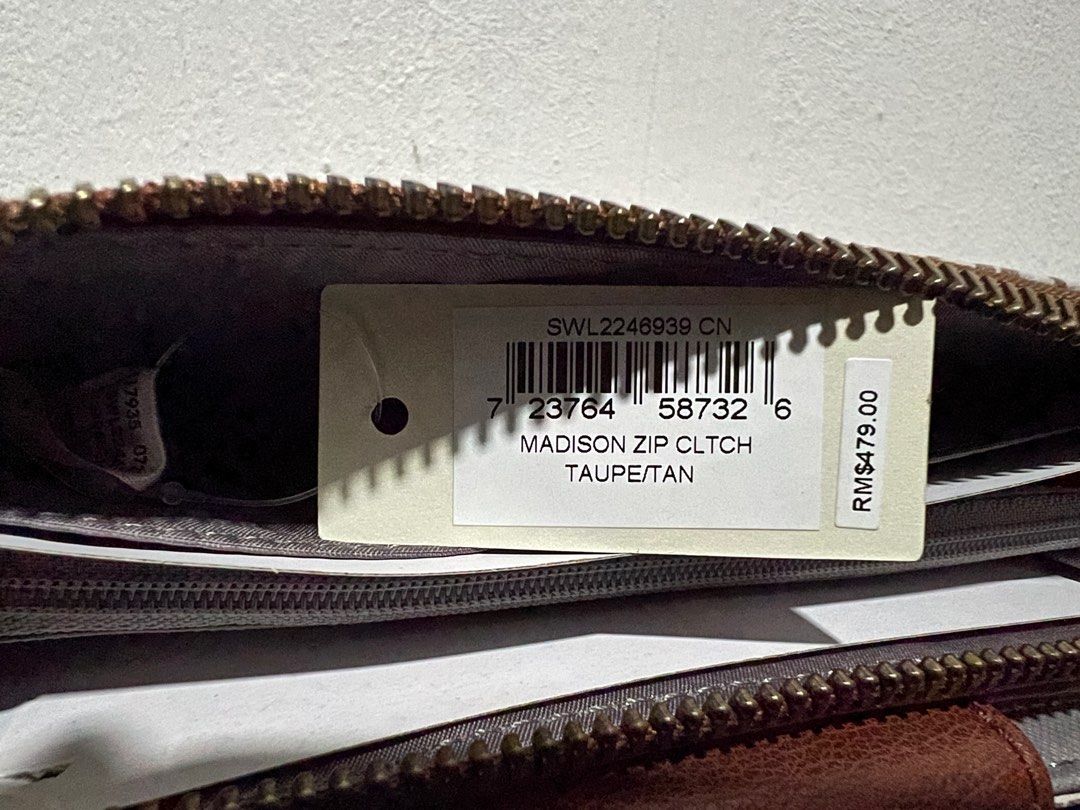 SWL2246939 CN
7 23764 58732 6
MADISON ZIP CLTCH
TAUPE/TAN
RM$479.00